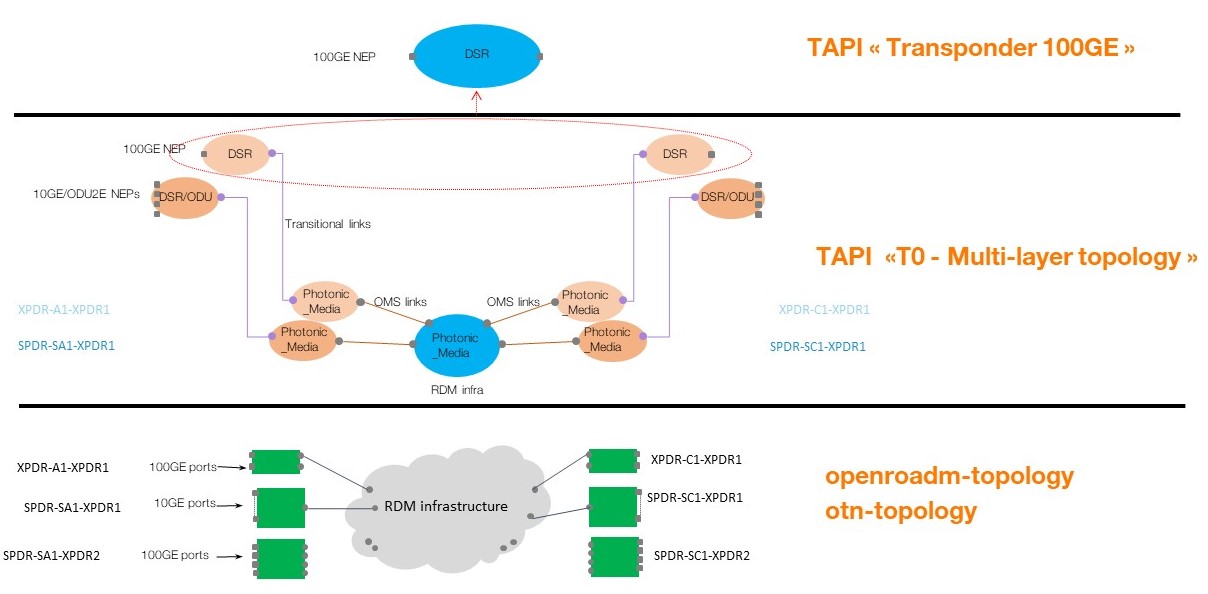 TAPI « Transponder 100GE »
100GE NEP
DSR
100GE NEP
DSR
DSR
10GE/ODU2E NEPs
DSR/ODU
DSR/ODU
Transitional links
TAPI «T0 - Multi-layer topology »
Photonic
_Media
OMS links
OMS links
Photonic
_Media
XPDR-A1-XPDR1
XPDR-C1-XPDR1
Photonic
_Media
Photonic
_Media
Photonic
_Media
SPDR-SA1-XPDR1
SPDR-SC1-XPDR1
RDM infra
XPDR-A1-XPDR1
100GE ports
XPDR-C1-XPDR1
openroadm-topology
otn-topology
SPDR-SA1-XPDR1
10GE ports
RDM infrastructure
SPDR-SC1-XPDR1
SPDR-SA1-XPDR2
100GE ports
SPDR-SC1-XPDR2